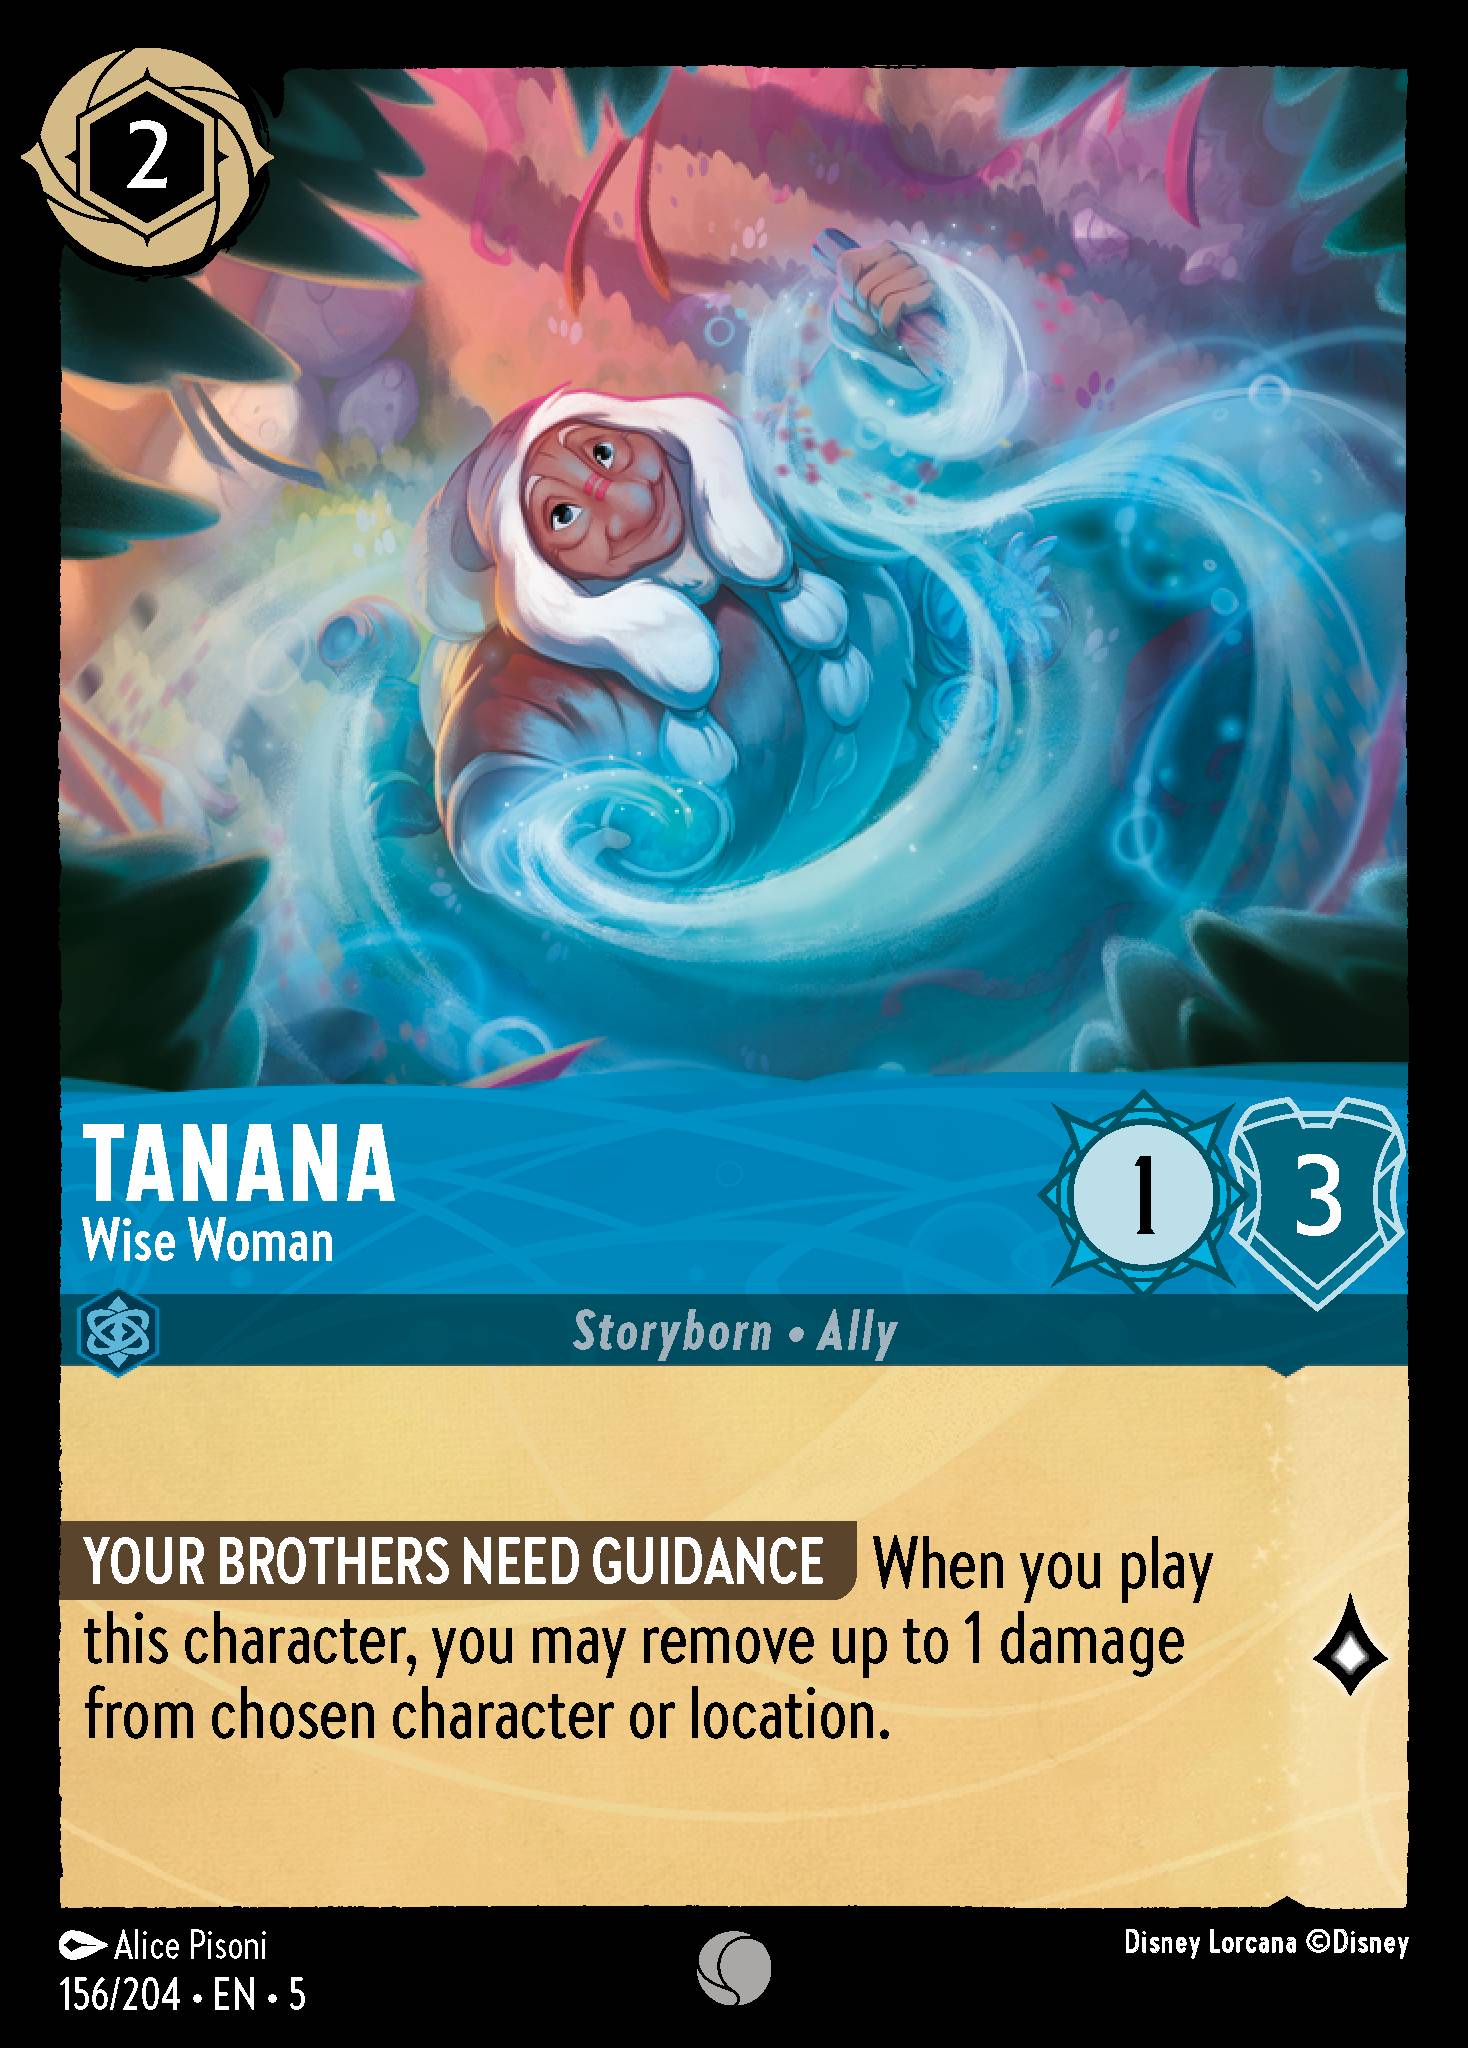 2
TANANA
Wise Woman
1
3
Storyborn • Ally
YOUR BROTHERS NEED GUIDANCE When you play
this character, you may remove up to 1 damage
from chosen character or location.
Alice Pisoni
Disney Lorcana ©Disney
156/204 • EN • 5